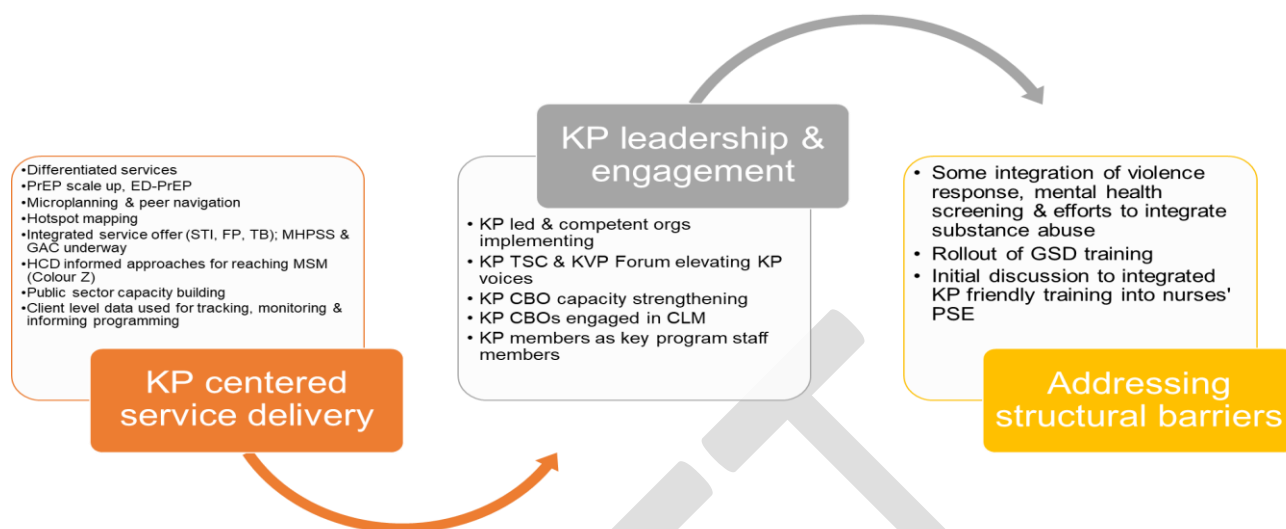 •Differentiated services
•PrEP scale up, ED-PrEP
•Microplanning & peer navigation
•Hotspot mapping
•Integrated service offer (STI, FP, TB); MHPSS &
GAC underway
•HCD informed approaches for reaching MSM
(Colour Z)
•Public sector capacity building
•Client level data used for tracking, monitoring &
informing programming
KP centered
service delivery
KP leadership &
engagement
• KP led & competent orgs
implementing
• KP TSC & KVP Forum elevating KP
voices
• KP CBO capacity strengthening
• KP CBOs engaged in CLM
• KP members as key program staff
members
• Some integration of violence
response, mental health
screening & efforts to integrate
substance abuse
• Rollout of GSD training
• Initial discussion to integrated
KP friendly training into nurses'
PSE
Addressing
structural barriers